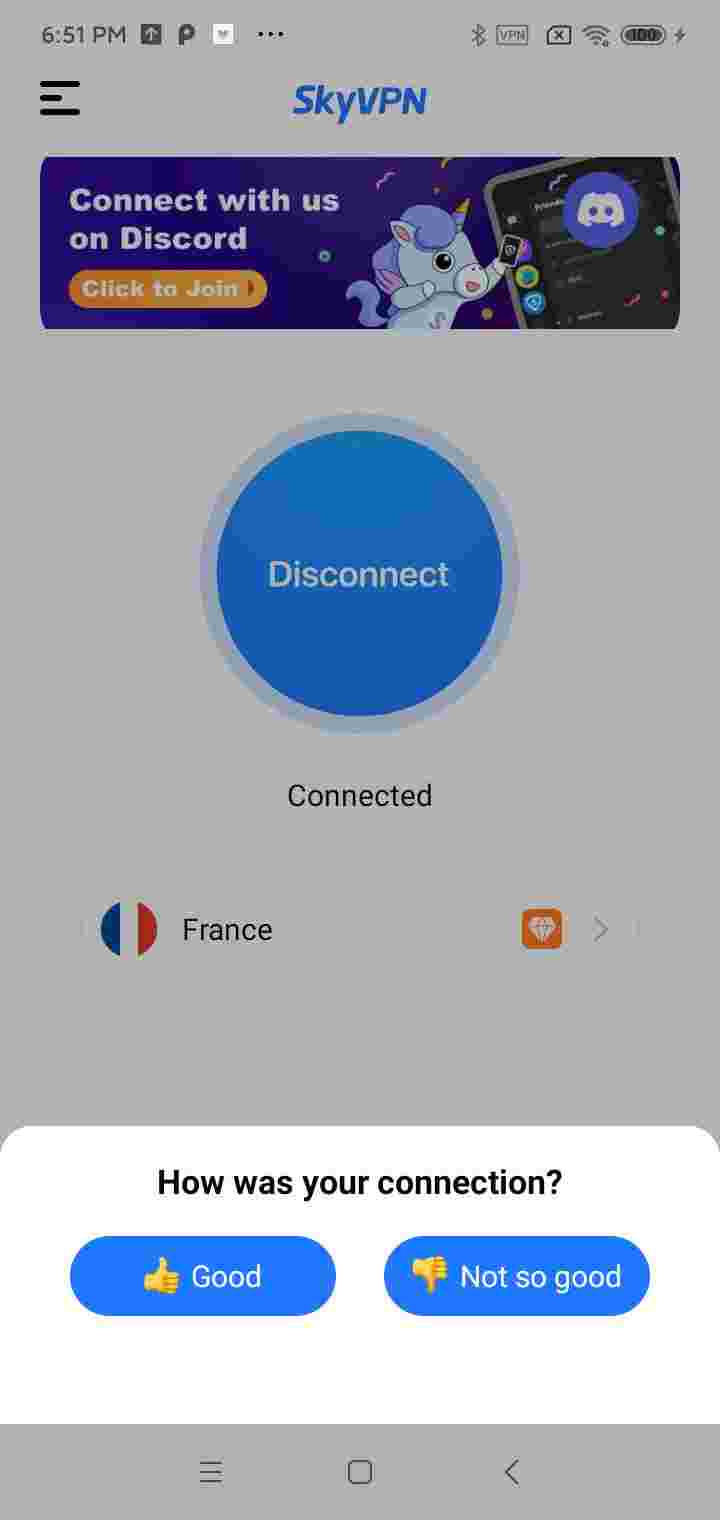 6:51 PM
VPN
100
SkyVPN
Connect with us
on Discord
Click to Join
Disconnect
Connected
France
How was your connection?
👍 Good
👎 Not so good